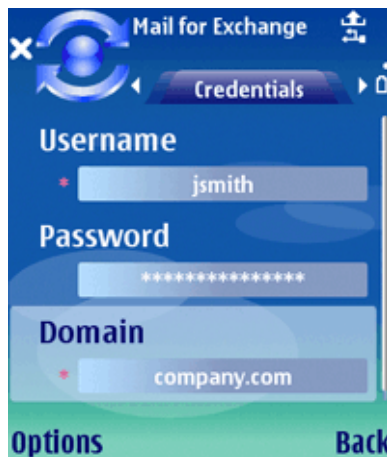 Mail for Exchange
Credentials
Username
* jsmith
Password
***************
Domain
* company.com
Options Back